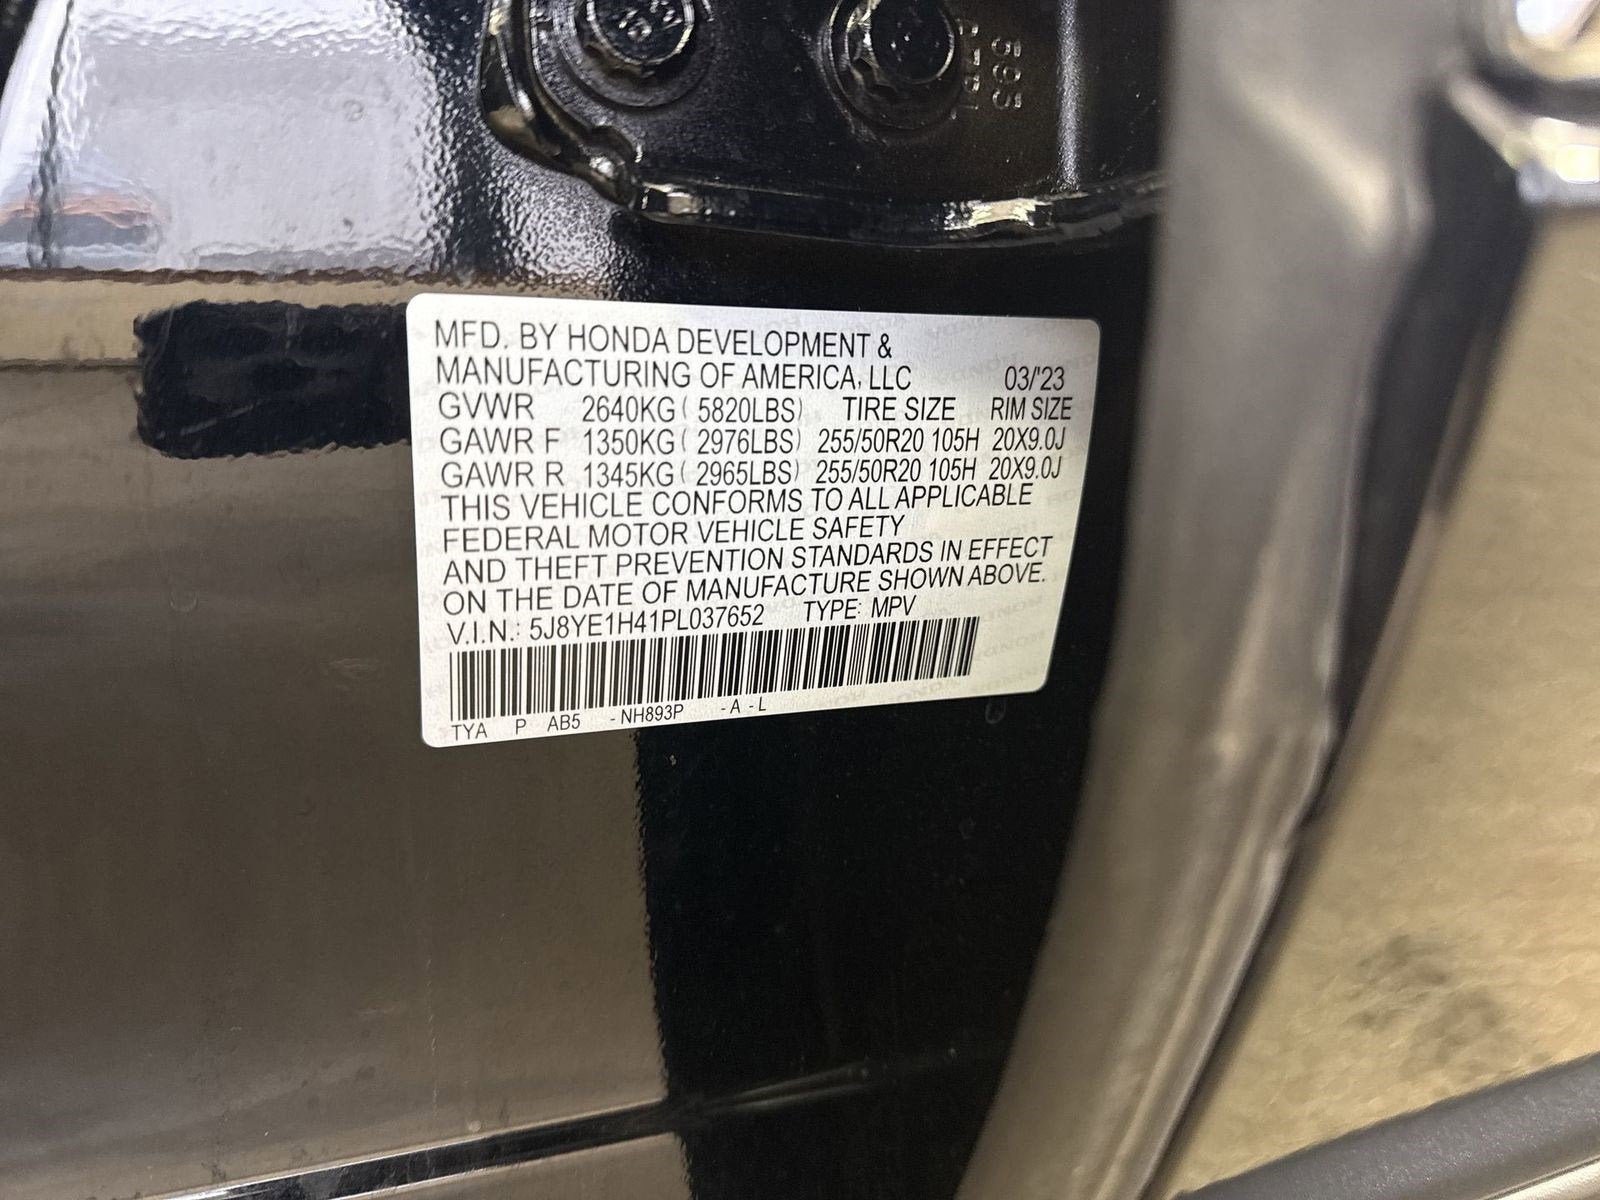 MFD. BY HONDA DEVELOPMENT &
MANUFACTURING OF AMERICA, LLC 03/'23
GVWR 2640KG ( 5820LBS) TIRE SIZE RIM SIZE
GAWR F 1350KG ( 2976LBS) 255/50R20 105H 20X9.0J
GAWR R 1345KG ( 2965LBS) 255/50R20 105H 20X9.0J
THIS VEHICLE CONFORMS TO ALL APPLICABLE
FEDERAL MOTOR VEHICLE SAFETY
AND THEFT PREVENTION STANDARDS IN EFFECT
ON THE DATE OF MANUFACTURE SHOWN ABOVE.
V.I.N.: 5J8YE1H41PL037652 TYPE: MPV
TYA P AB5 - NH893P - A - L